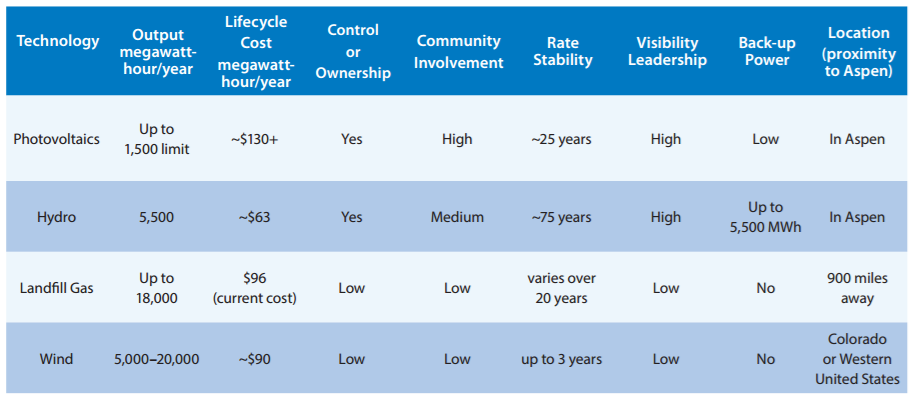 Technology
Output
megawatt-
hour/year
Lifecycle
Cost
megawatt-
hour/year
Control
or
Ownership
Community
Involvement
Rate
Stability
Visibility
Leadership
Back-up
Power
Location
(proximity
to Aspen)
Photovoltaics
Up to
1,500 limit
~$130+
Yes
High
~25 years
High
Low
In Aspen
Hydro
5,500
~$63
Yes
Medium
~75 years
High
Up to
5,500 MWh
In Aspen
Landfill Gas
Up to
18,000
$96
(current cost)
Low
Low
varies over
20 years
Low
No
900 miles
away
Wind
5,000–20,000
~$90
Low
Low
up to 3 years
Low
No
Colorado
or Western
United States